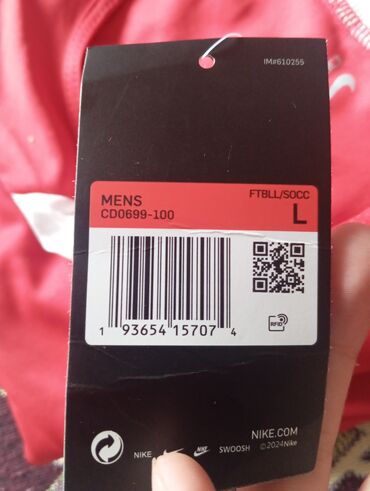 IM#610255
MENS
CD0699-100
FTBLL/SOCC
L
1 93654 15707 4
RFID
NIKE.COM
©2024Nike
NIKE
SWOOSH